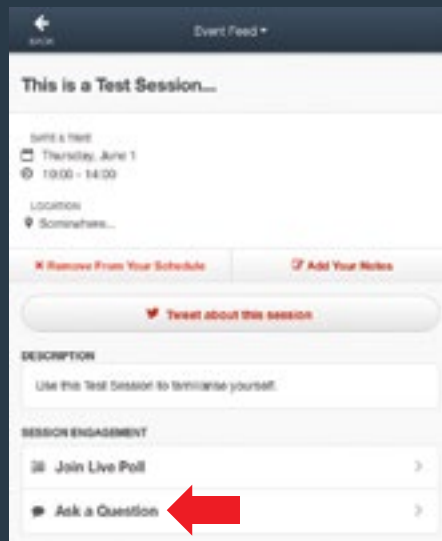 BACK
Event Feed
This is a Test Session...
DATE & TIME
Thursday, June 1
10:00 - 14:00
LOCATION
Somewhere...
Remove From Your Schedule
Add Your Notes
Tweet about this session
DESCRIPTION
Use this Test Session to familiarise yourself.
SESSION ENGAGEMENT
Join Live Poll
Ask a Question